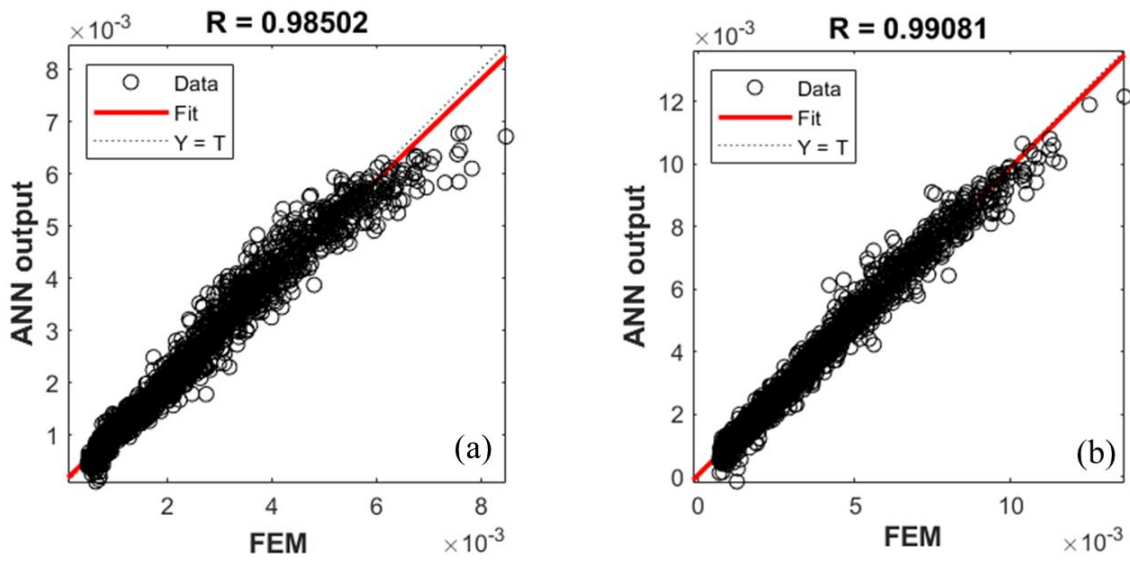 R = 0.98502
×10⁻³
8
7
6
5
4
3
2
1
ANN output
Data
Fit
Y = T
(a)
2
4
6
8
FEM
×10⁻³
R = 0.99081
×10⁻³
12
10
8
6
4
2
0
ANN output
Data
Fit
Y = T
(b)
0
5
10
FEM
×10⁻³